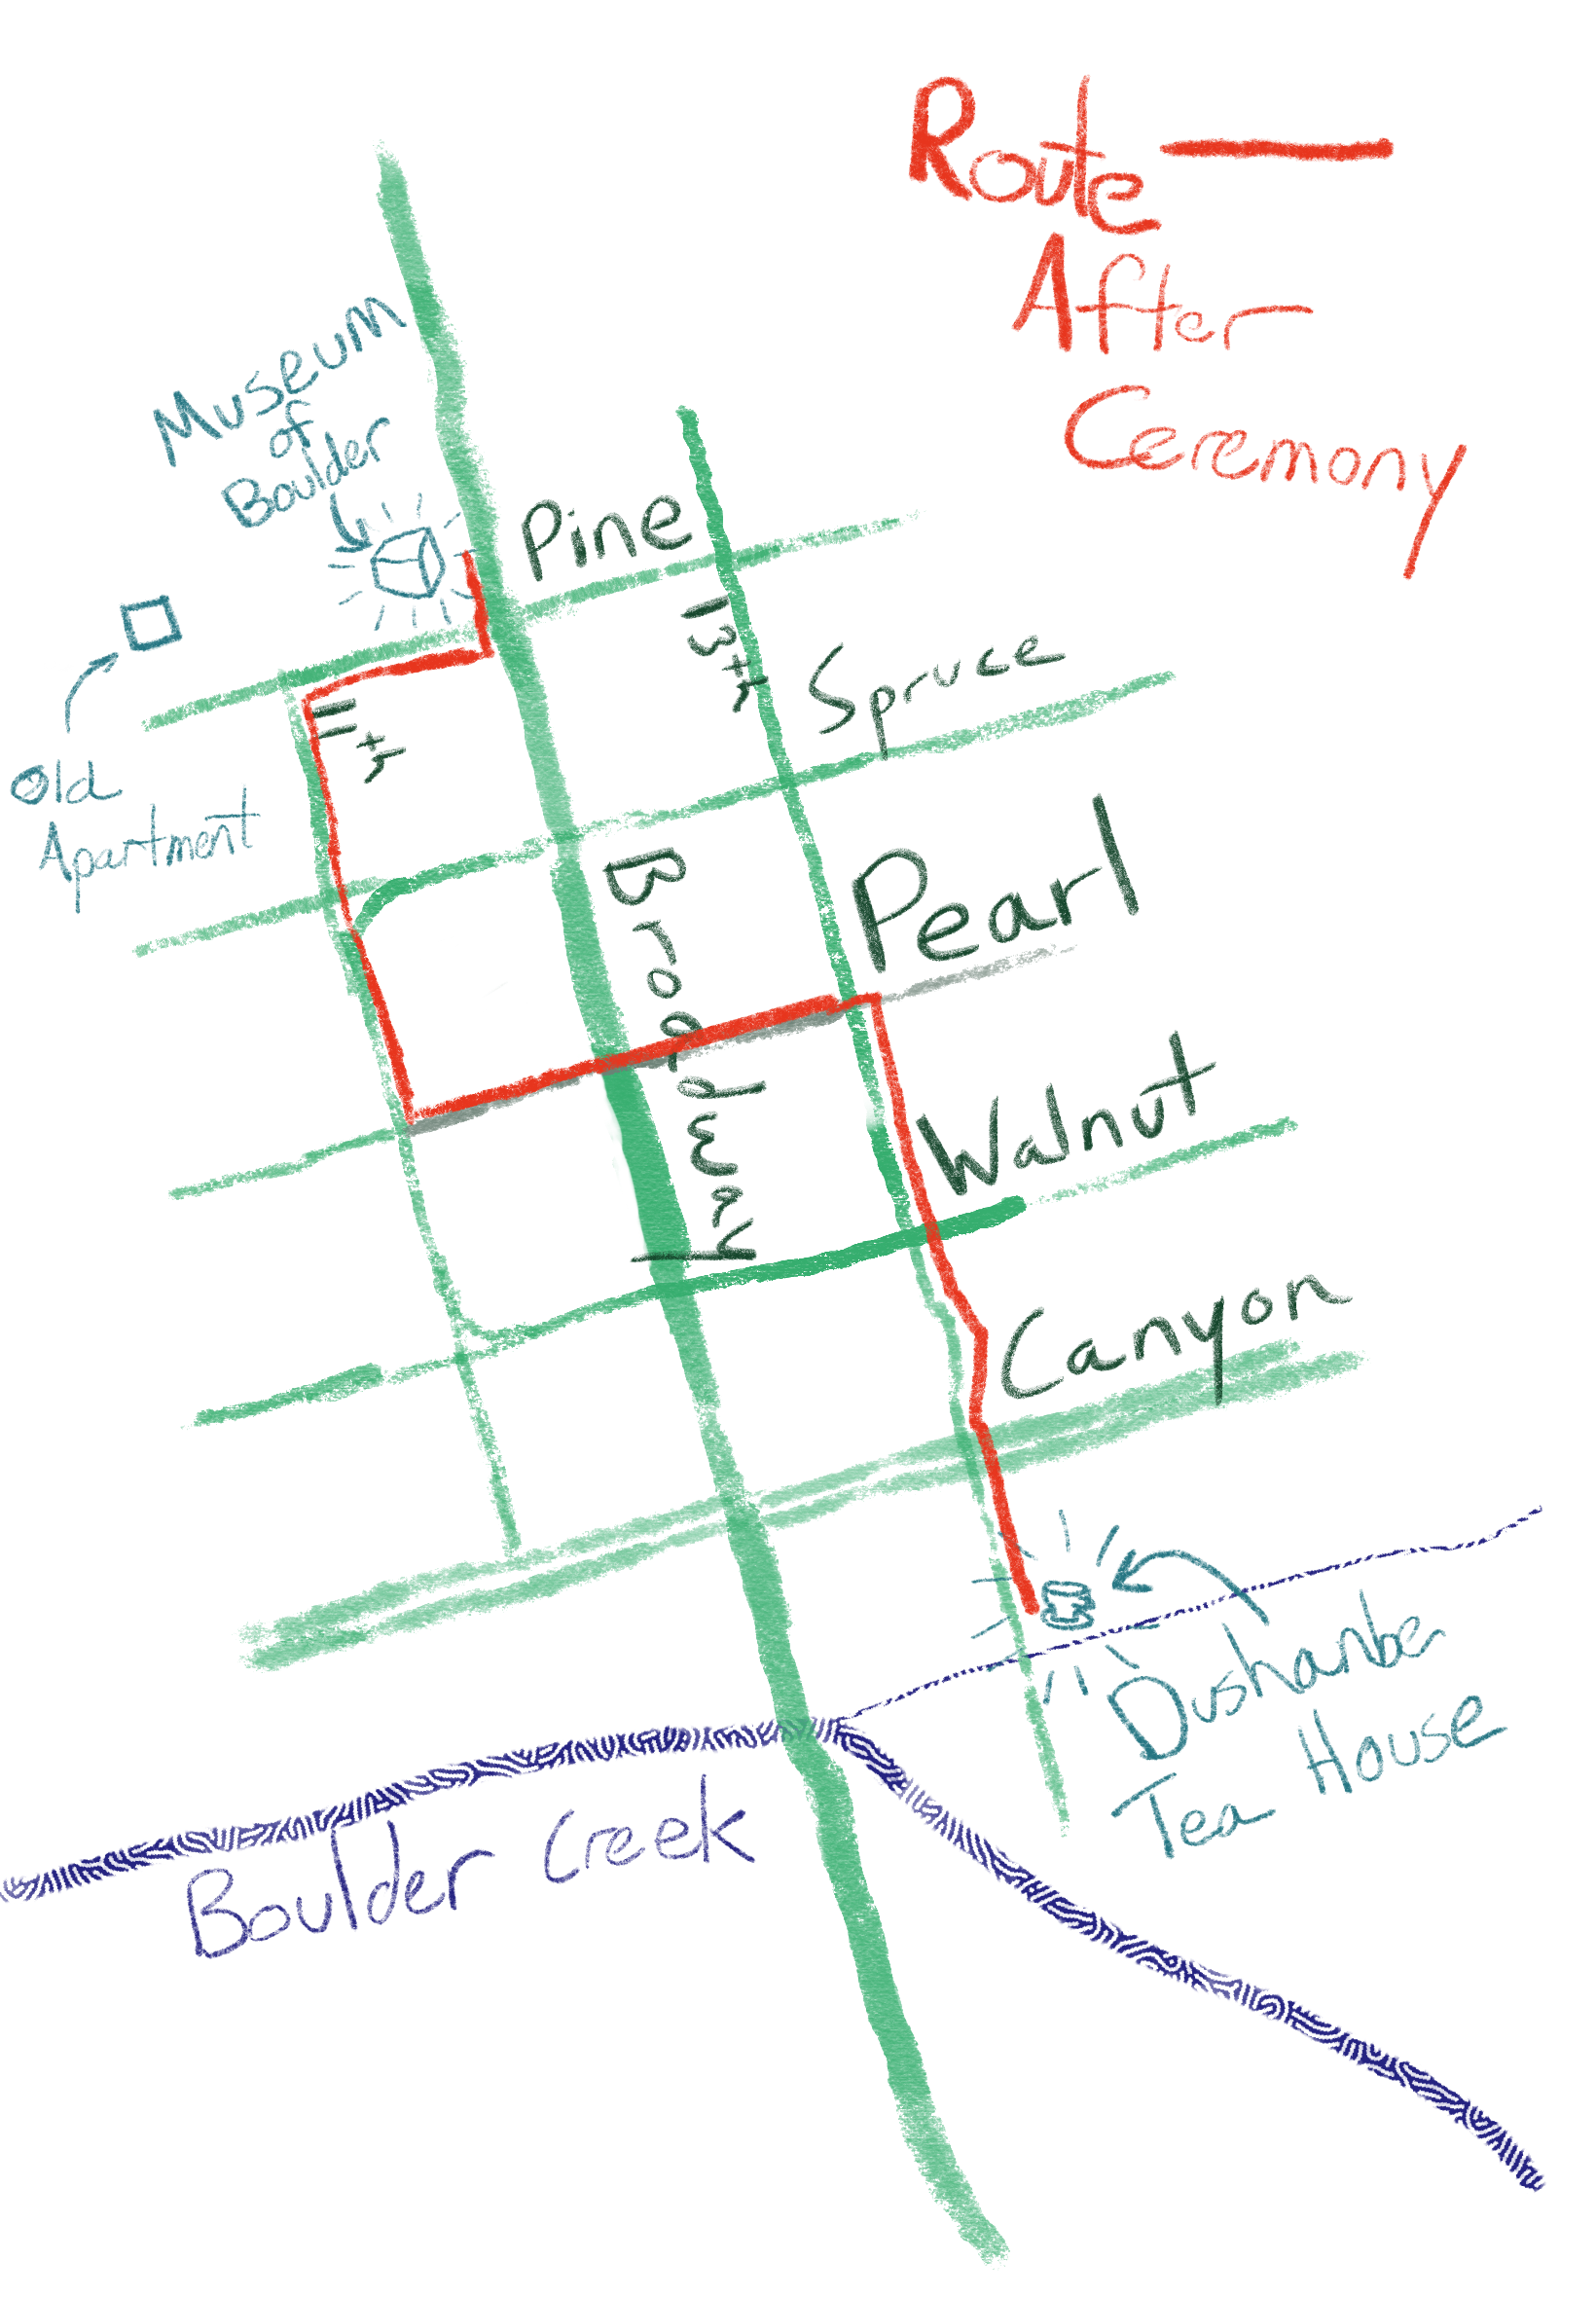 Route
After
Ceremony
Museum
of
Boulder
Pine
13th
Spruce
Old
Apartment
11th
Pearl
Broadway
Walnut
Canyon
Dushanbe
Tea House
Boulder Creek